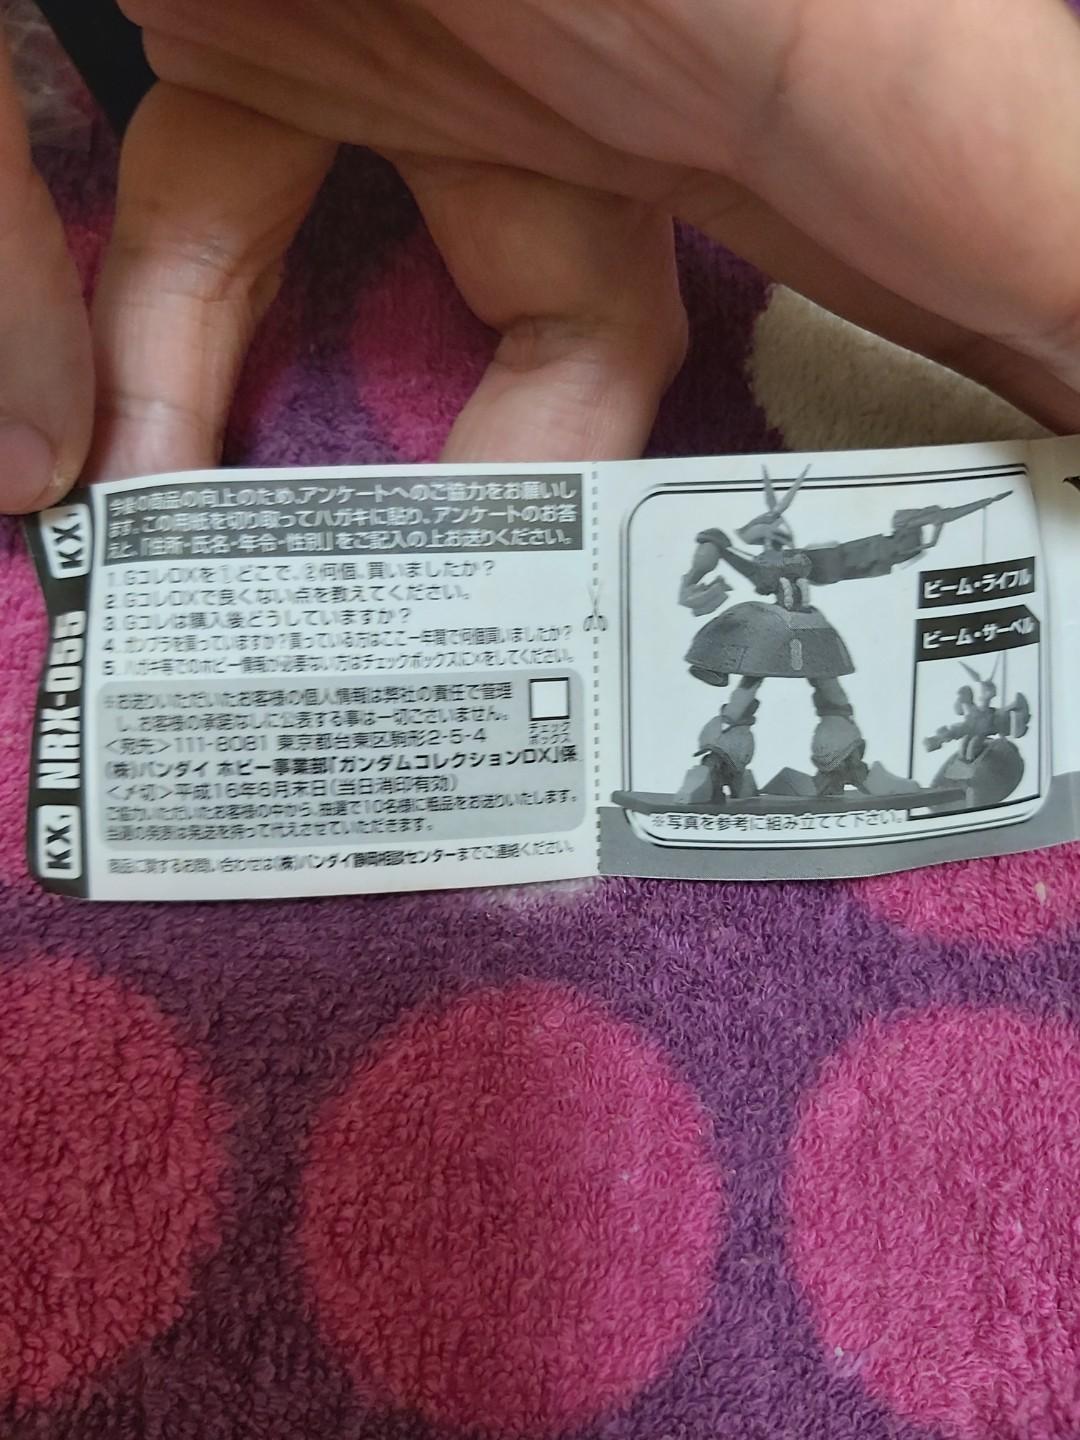 今後の商品の向上のため、アンケートへのご協力をお願いし
ます。この用紙を切り取ってハガキに貼り、アンケートのお答
えと、「住所・氏名・年令・性別」をご記入の上お送りください。
1.GコレDXを①どこで、②何個、買いましたか?
2.GコレDXで良くない点を教えてください。
3.Gコレは購入後どうしていますか?
4.ガンプラを買っていますか?買っている方はここ一年間で何個買いましたか?
5.ハガキ等でのホビー情報が必要ない方はチェックボックスに×をしてください。
※お送りいただいたお客様の個人情報は弊社の責任で管理
し、お客様の承諾なしに公表する事は一切ございません。
チェック
ボックス
<宛先>111-8081 東京都台東区駒形2-5-4
(株)バンダイ ホビー事業部「ガンダムコレクションDX」係
<〆切>平成16年6月末日(当日消印有効)
ご協力いただいたお客様の中から、抽選で10名様に粗品をお送りいたします。
当選の発表は発送を持って代えさせていただきます。
商品に関するお問い合わせは(株)バンダイ静岡相談センターまでご連絡ください。
KX. NRX-055 KX.
ビーム・ライフル
ビーム・サーベル
※写真を参考に組み立てて下さい。